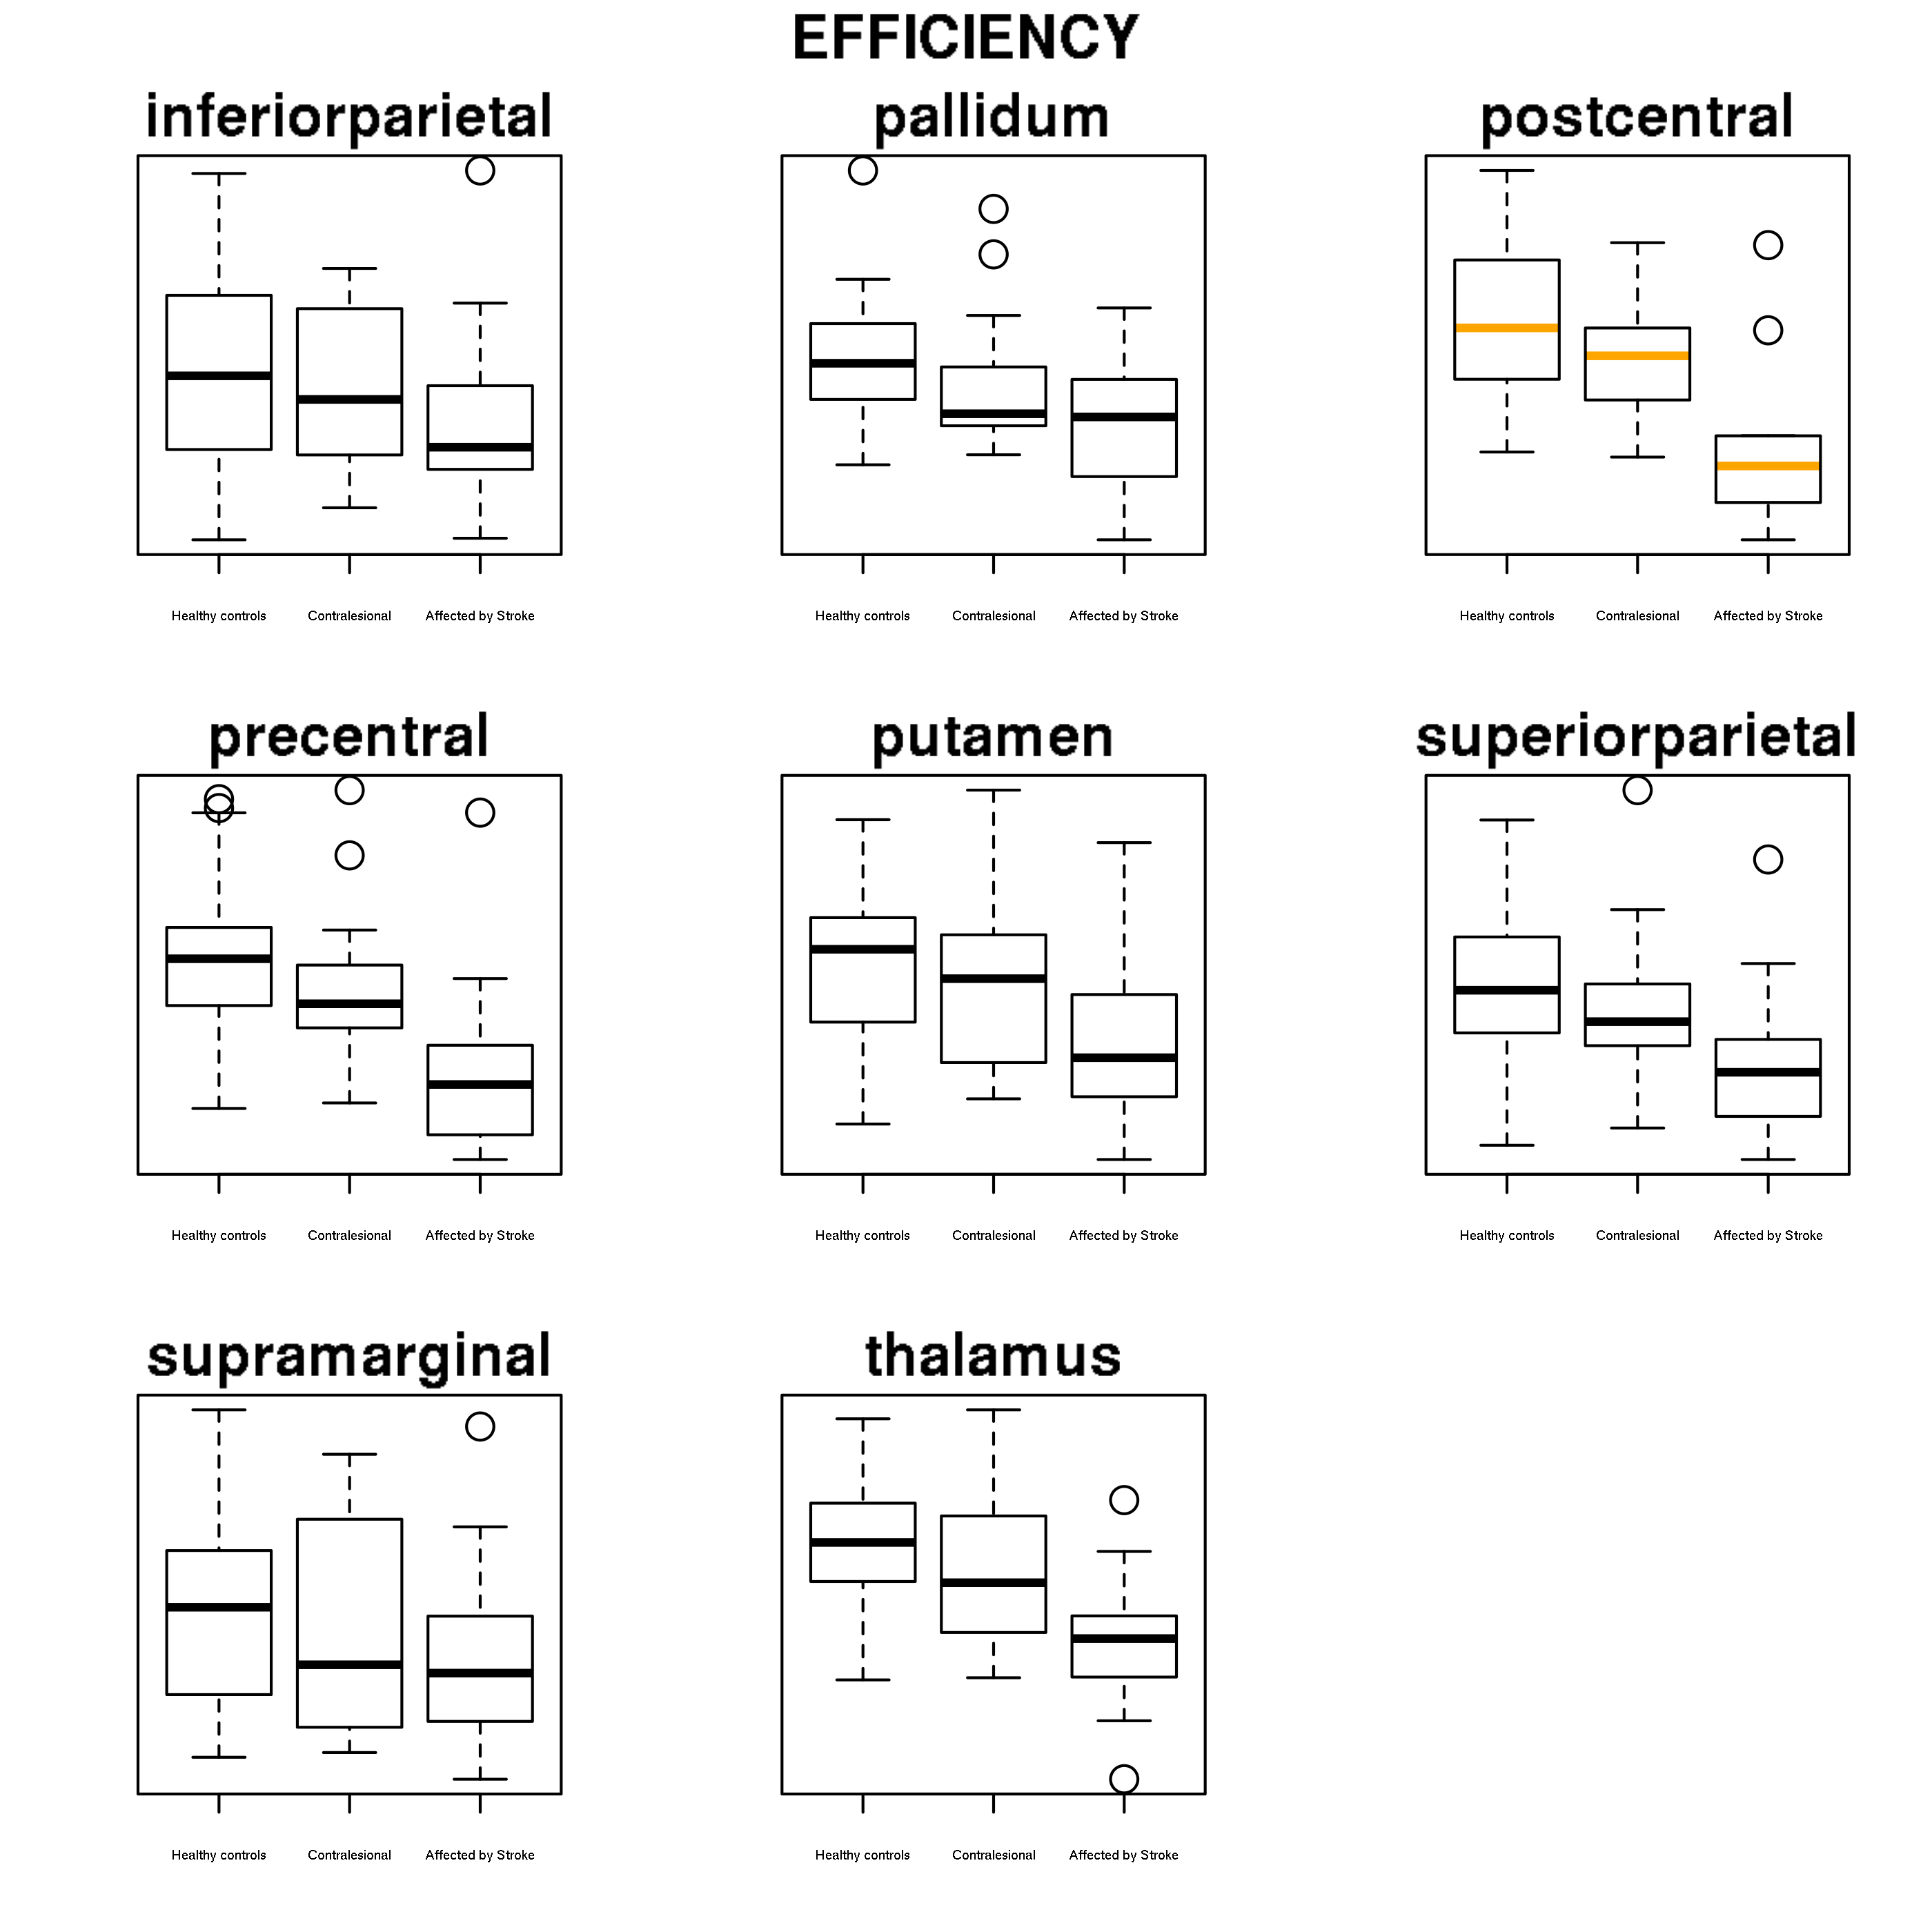 EFFICIENCY
inferiorparietal pallidum postcentral
Healthy controls Contralesional Affected by Stroke Healthy controls Contralesional Affected by Stroke Healthy controls Contralesional Affected by Stroke
precentral putamen superiorparietal
Healthy controls Contralesional Affected by Stroke Healthy controls Contralesional Affected by Stroke Healthy controls Contralesional Affected by Stroke
supramarginal thalamus
Healthy controls Contralesional Affected by Stroke Healthy controls Contralesional Affected by Stroke